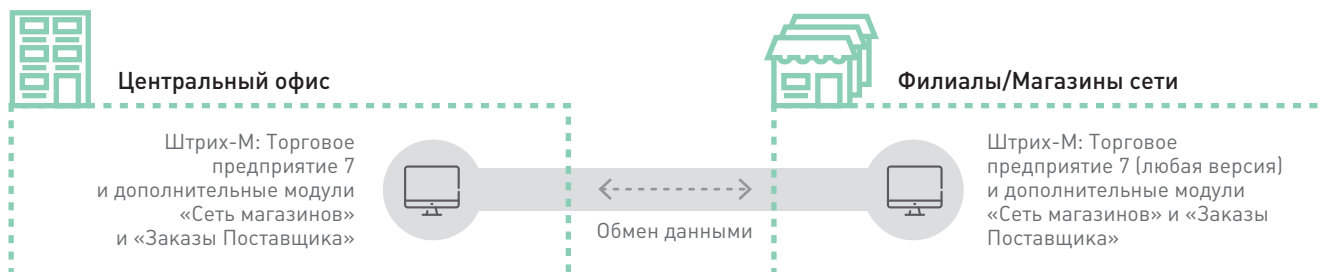 Центральный офис
Штрих-М: Торговое
предприятие 7
и дополнительные модули
«Сеть магазинов»
и «Заказы Поставщика»
Обмен данными
Филиалы/Магазины сети
Штрих-М: Торговое
предприятие 7 (любая версия)
и дополнительные модули
«Сеть магазинов» и «Заказы
Поставщика»